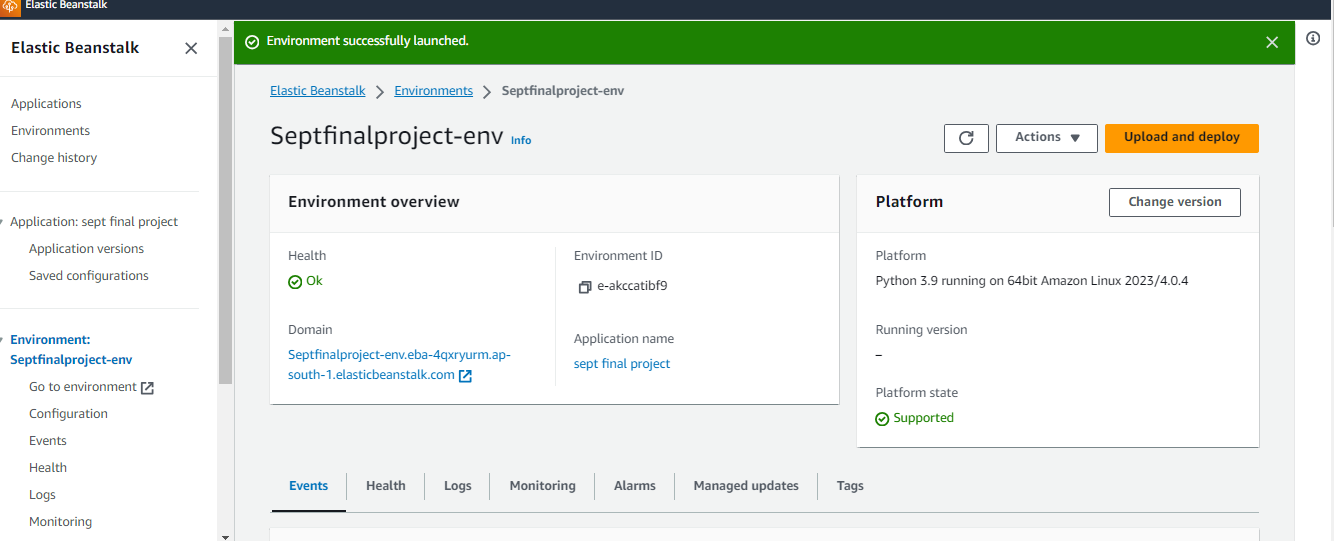 Elastic Beanstalk
Elastic Beanstalk
Applications
Environments
Change history
Application: sept final project
Application versions
Saved configurations
Environment:
Septfinalproject-env
Go to environment
Configuration
Events
Health
Logs
Monitoring
Environment successfully launched.
Elastic Beanstalk > Environments > Septfinalproject-env
Septfinalproject-env Info
Actions
Upload and deploy
Environment overview
Health
Ok
Domain
Septfinalproject-env.eba-4qxryurm.ap-
south-1.elasticbeanstalk.com
Environment ID
e-akccatibf9
Application name
sept final project
Platform
Change version
Platform
Python 3.9 running on 64bit Amazon Linux 2023/4.0.4
Running version
–
Platform state
Supported
Events
Health
Logs
Monitoring
Alarms
Managed updates
Tags